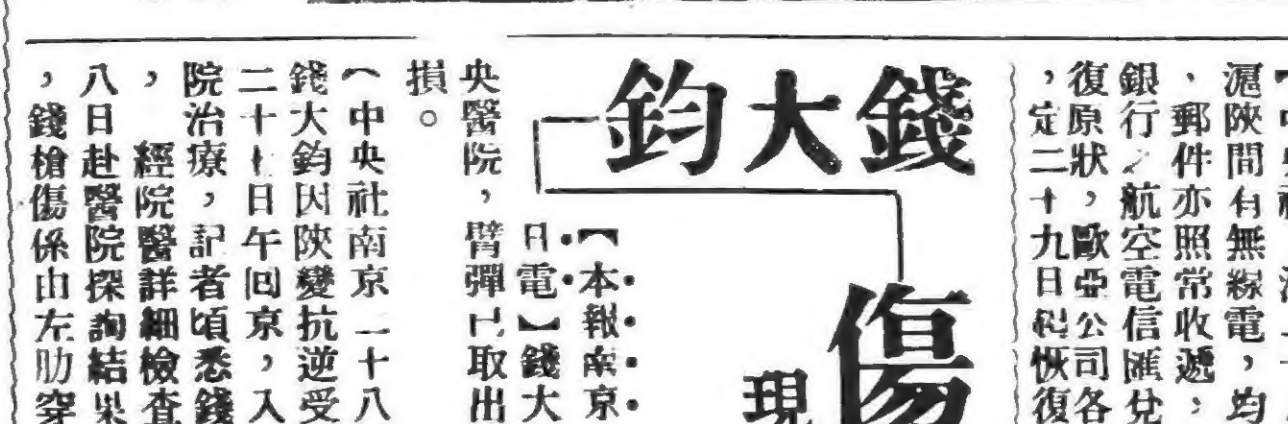 滬陝間有無線電，均
、郵件亦照常收遞，
銀行之航空電信匯兌
復原狀，歐亞公司各
，定二十九日起恢復
錢大鈞
傷
現
【本報南京
日電】錢大
央醫院，臂彈已取出
損。
（中央社南京二十八
錢大鈞因陝變抗逆受
二十七日午回京，入
院治療，記者頃悉錢
，經院醫詳細檢查
八日赴醫院探詢結果
，錢槍傷係由左肋穿